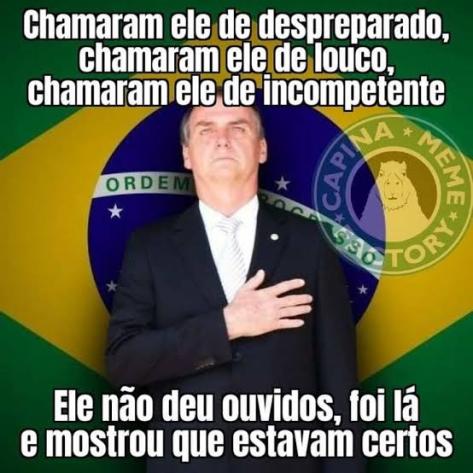 Chamaram ele de despreparado,
chamaram ele de louco,
chamaram ele de incompetente
ORDEM
CAPINA ★ MEME
FACTORY
Ele não deu ouvidos, foi lá
e mostrou que estavam certos